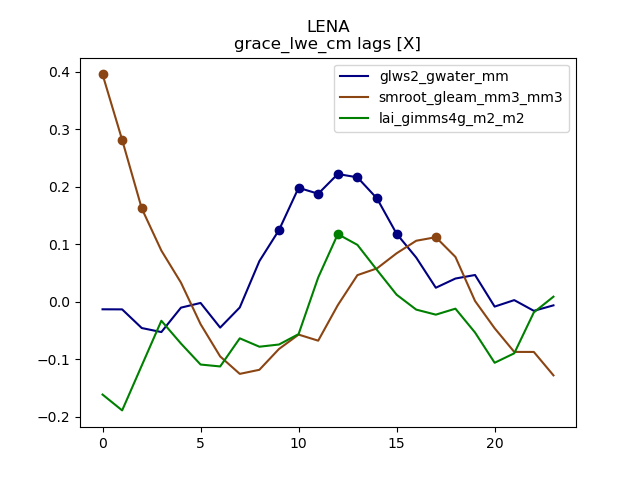 LENA
grace_lwe_cm lags [X]
glws2_gwater_mm
smroot_gleam_mm3_mm3
lai_gimms4g_m2_m2
0.4
0.3
0.2
0.1
0.0
−0.1
−0.2
0 5 10 15 20